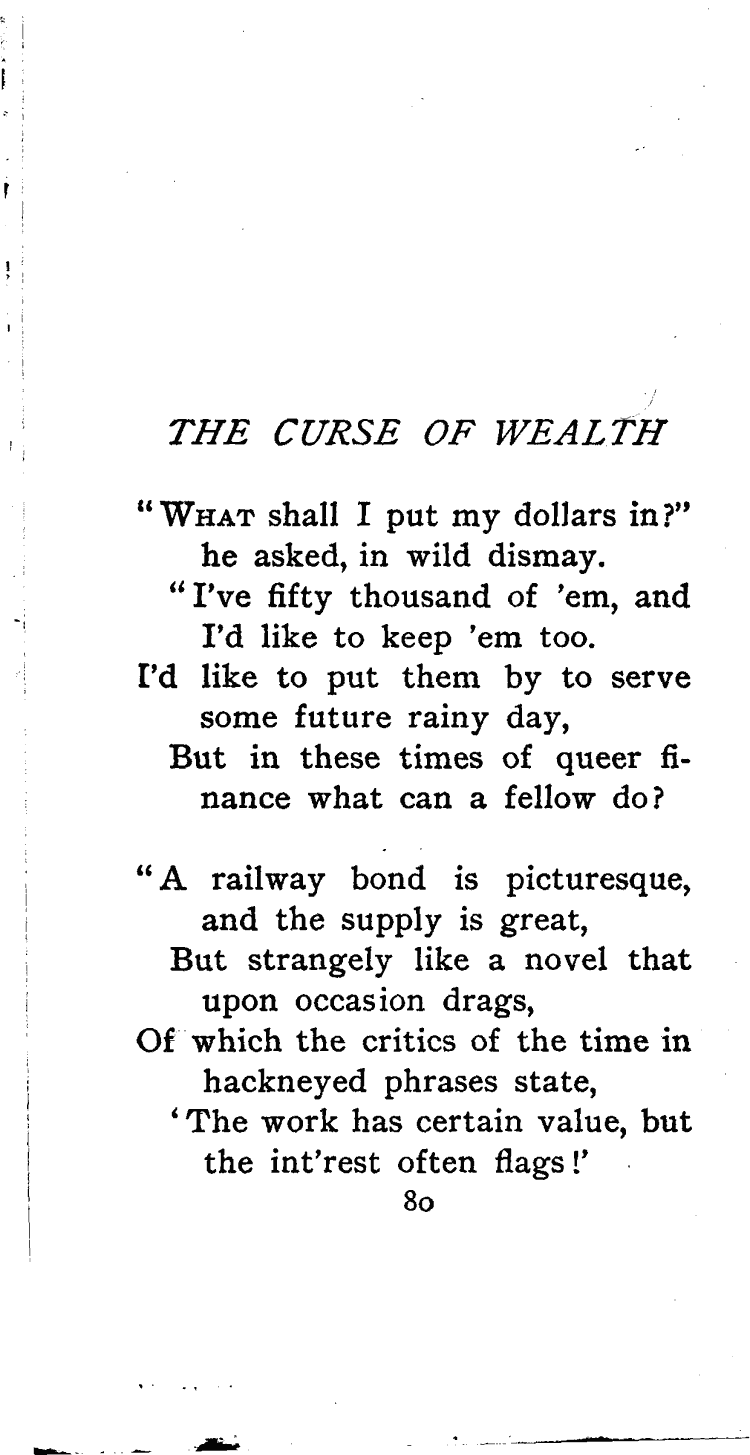 THE CURSE OF WEALTH
“WHAT shall I put my dollars in?”
he asked, in wild dismay.
“I’ve fifty thousand of ’em, and
I’d like to keep ’em too.
I’d like to put them by to serve
some future rainy day,
But in these times of queer fi-
nance what can a fellow do?
“A railway bond is picturesque,
and the supply is great,
But strangely like a novel that
upon occasion drags,
Of which the critics of the time in
hackneyed phrases state,
‘The work has certain value, but
the int’rest often flags!’
80